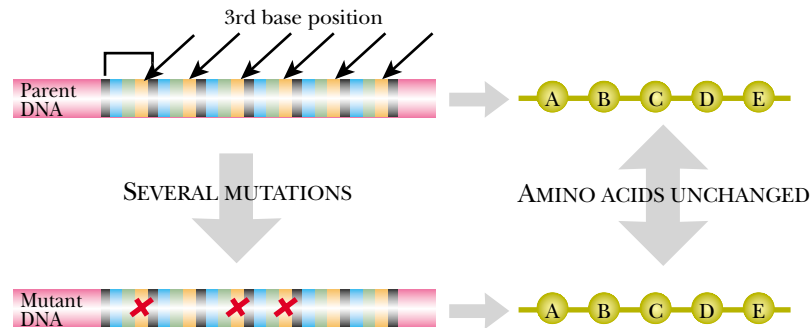 3rd base position
Parent
DNA
A B C D E
SEVERAL MUTATIONS
AMINO ACIDS UNCHANGED
Mutant
DNA
A B C D E